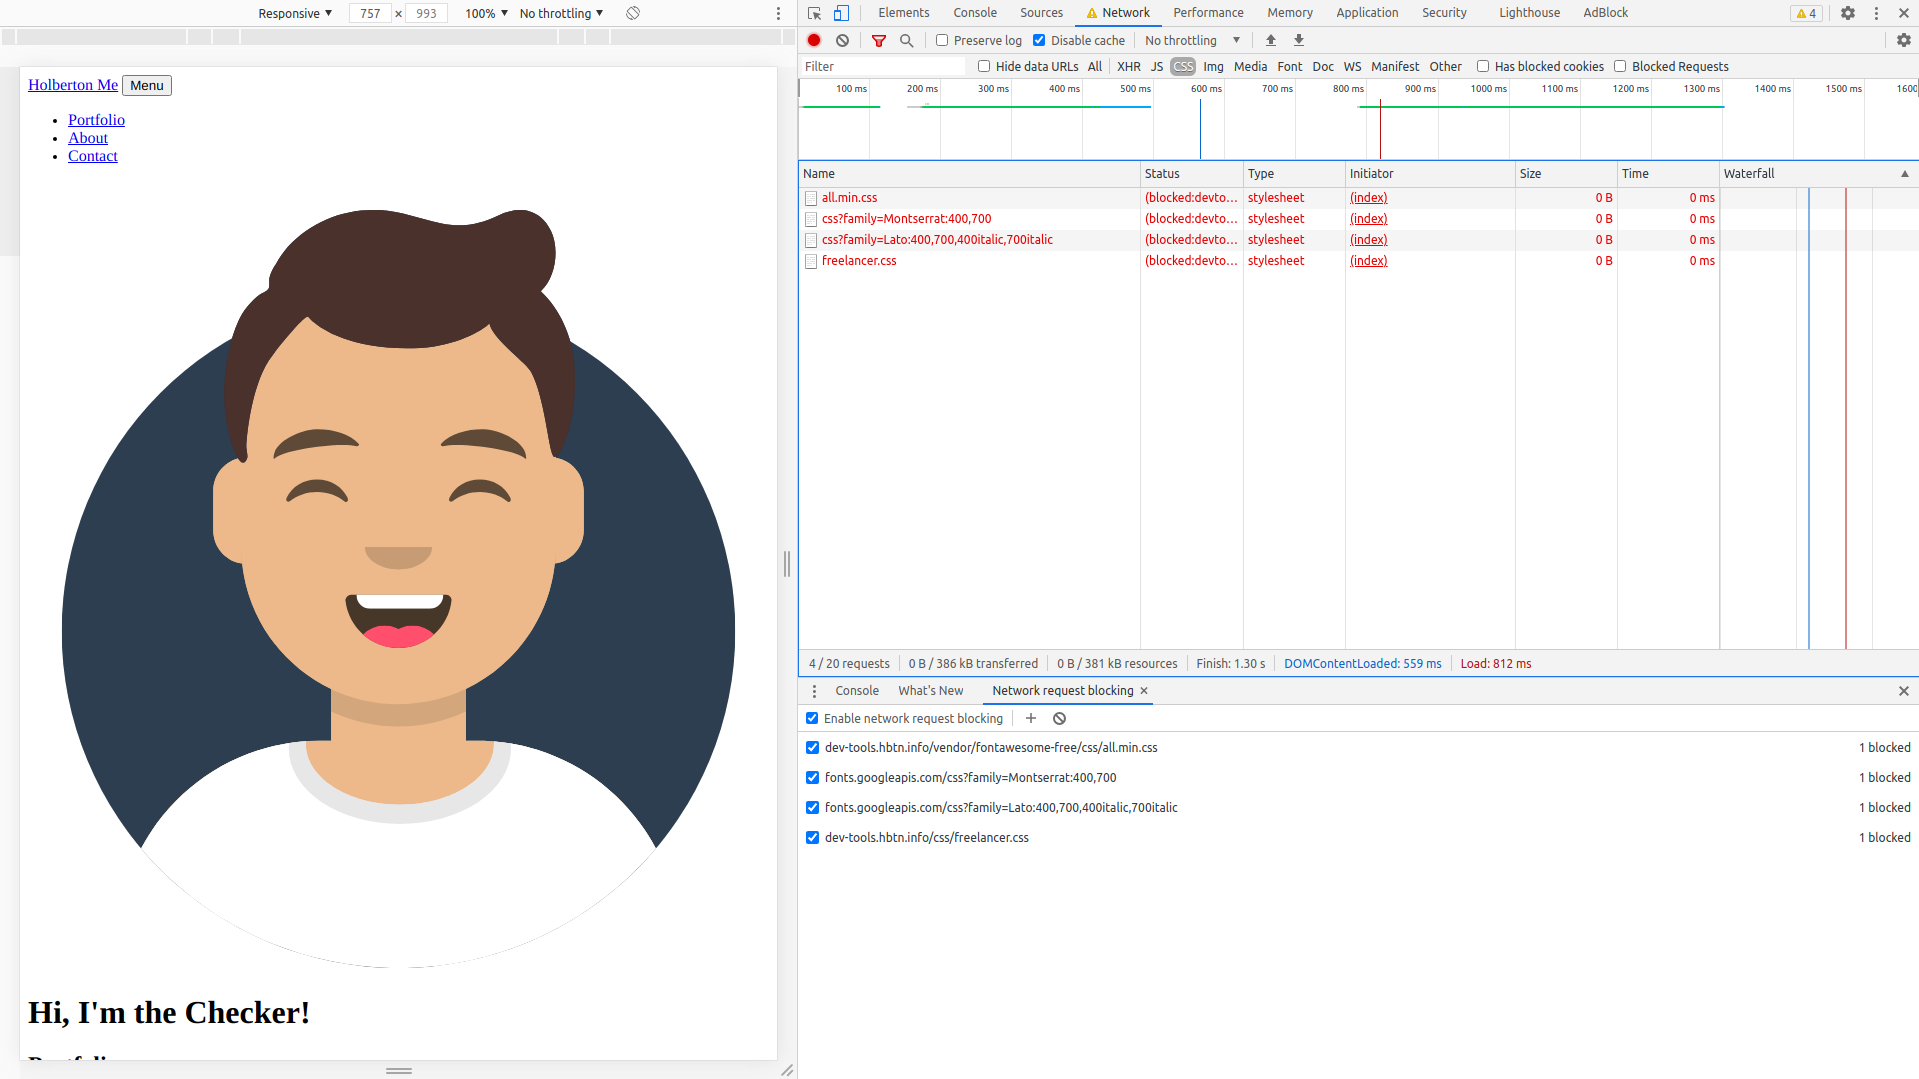 Responsive ▼ 757 × 993 100% ▼ No throttling ▼
Holberton Me Menu
Portfolio
About
Contact
Hi, I'm the Checker!
Elements Console Sources Network Performance Memory Application Security Lighthouse AdBlock 4
Preserve log Disable cache No throttling ▼
Filter Hide data URLs All XHR JS CSS Img Media Font Doc WS Manifest Other Has blocked cookies Blocked Requests
100 ms 200 ms 300 ms 400 ms 500 ms 600 ms 700 ms 800 ms 900 ms 1000 ms 1100 ms 1200 ms 1300 ms 1400 ms 1500 ms 1600
Name Status Type Initiator Size Time Waterfall
all.min.css (blocked:devto… stylesheet (index) 0 B 0 ms
css?family=Montserrat:400,700 (blocked:devto… stylesheet (index) 0 B 0 ms
css?family=Lato:400,700,400italic,700italic (blocked:devto… stylesheet (index) 0 B 0 ms
freelancer.css (blocked:devto… stylesheet (index) 0 B 0 ms
4 / 20 requests 0 B / 386 kB transferred 0 B / 381 kB resources Finish: 1.30 s DOMContentLoaded: 559 ms Load: 812 ms
Console What's New Network request blocking ×
Enable network request blocking
dev-tools.hbtn.info/vendor/fontawesome-free/css/all.min.css 1 blocked
fonts.googleapis.com/css?family=Montserrat:400,700 1 blocked
fonts.googleapis.com/css?family=Lato:400,700,400italic,700italic 1 blocked
dev-tools.hbtn.info/css/freelancer.css 1 blocked